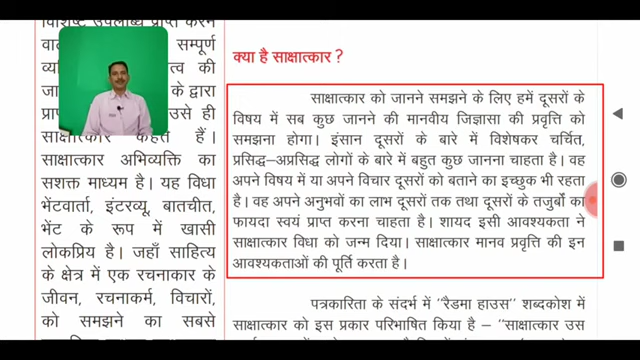 विशिष्ट उपलब्धि प्राप्त करने
वा
सम्पूर्ण
व्य
त्व की
जा
के द्वारा
प्रा
उसे ही
साक्षात्कार कहते हैं।
साक्षात्कार अभिव्यक्ति का
सशक्त माध्यम है। यह विधा
भेंटवार्ता, इंटरव्यू, बातचीत,
भेंट के रूप में खासी
लोकप्रिय है। जहाँ साहित्य
के क्षेत्र में एक रचनाकार के
जीवन, रचनाकर्म, विचारों,
को समझने का सबसे
क्या है साक्षात्कार ?
साक्षात्कार को जानने समझने के लिए हमें दूसरों के
विषय में सब कुछ जानने की मानवीय जिज्ञासा की प्रवृत्ति को
समझना होगा। इंसान दूसरों के बारे में विशेषकर चर्चित,
प्रसिद्ध–अप्रसिद्ध लोगों के बारे में बहुत कुछ जानना चाहता है। वह
अपने विषय में या अपने विचार दूसरों को बताने का इच्छुक भी रहता
है। वह अपने अनुभवों का लाभ दूसरों तक तथा दूसरों के तजुर्बों का
फायदा स्वयं प्राप्त करना चाहता है। शायद इसी आवश्यकता ने
साक्षात्कार विधा को जन्म दिया। साक्षात्कार मानव प्रवृत्ति की इन
आवश्यकताओं की पूर्ति करता है।
पत्रकारिता के संदर्भ में "रैडमा हाउस" शब्दकोश में
साक्षात्कार को इस प्रकार परिभाषित किया है – "साक्षात्कार उस